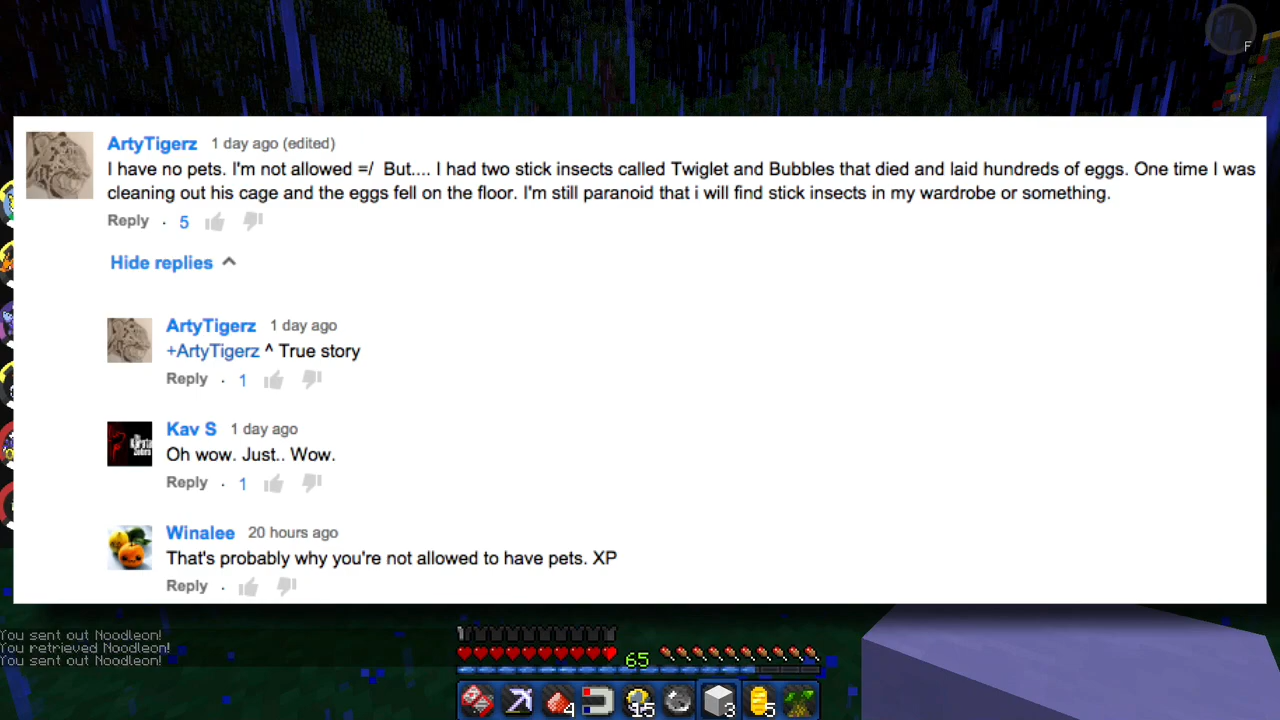 F
ArtyTigerz 1 day ago (edited)
I have no pets. I'm not allowed =/ But.... I had two stick insects called Twiglet and Bubbles that died and laid hundreds of eggs. One time I was
cleaning out his cage and the eggs fell on the floor. I'm still paranoid that i will find stick insects in my wardrobe or something.
Reply · 5
Hide replies
ArtyTigerz 1 day ago
+ArtyTigerz ^ True story
Reply · 1
Kav S 1 day ago
Oh wow. Just.. Wow.
Reply · 1
Winalee 20 hours ago
That's probably why you're not allowed to have pets. XP
Reply ·
You sent out Noodleon!
You retrieved Noodleon!
You sent out Noodleon!
65
4 15 3 5